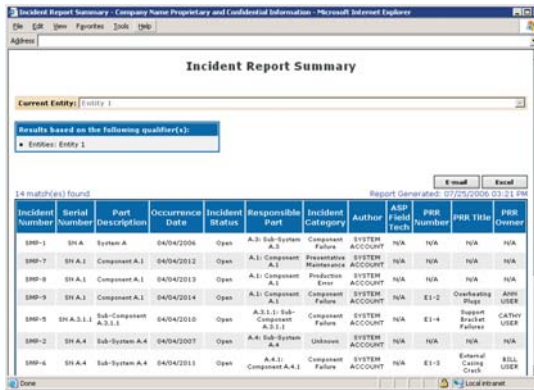 Incident Report Summary - Company Name Proprietary and Confidential Information - Microsoft Internet Explorer
File Edit View Favorites Tools Help
Address
Incident Report Summary
Current Entity: Entity 1
Results based on the following qualifier(s):
▪ Entities: Entity 1
E-mail Excel
14 match(es) found Report Generated: 07/25/2006 03:21 PM
Incident Number Serial Number Part Description Occurrence Date Incident Status Responsible Part Incident Category Author ASP Field Tech PRR Number PRR Title PRR Owner
SMP-1 SN A System A 04/04/2006 Open A.3: Sub-System A.3 Component Failure SYSTEM ACCOUNT N/A N/A N/A N/A
SMP-7 SN A.1 Component A.1 04/04/2012 Open A.1: Component A.1 Preventative Maintenance SYSTEM ACCOUNT N/A N/A N/A N/A
SMP-8 SN A.1 Component A.1 04/04/2013 Open A.1: Component A.1 Production Error SYSTEM ACCOUNT N/A N/A N/A N/A
SMP-9 SN A.1 Component A.1 04/04/2014 Open A.1: Component A.1 Component Failure SYSTEM ACCOUNT N/A E1-2 Overheating Plugs ANN USER
SMP-5 SN A.3.1.1 Sub-Component A.3.1.1 04/04/2010 Open A.3.1.1: Sub-Component A.3.1.1 Component Failure SYSTEM ACCOUNT N/A E1-4 Support Bracket Failures CATHY USER
SMP-2 SN A.4 Sub-System A.4 04/04/2007 Open A.4: Sub-System A.4 Unknown SYSTEM ACCOUNT N/A N/A N/A N/A
SMP-6 SN A.4 Sub-System A.4 04/04/2011 Open A.4.1: Component A.4.1 Component Failure SYSTEM ACCOUNT N/A E1-3 External Casing Crack BILL USER
Done Local intranet